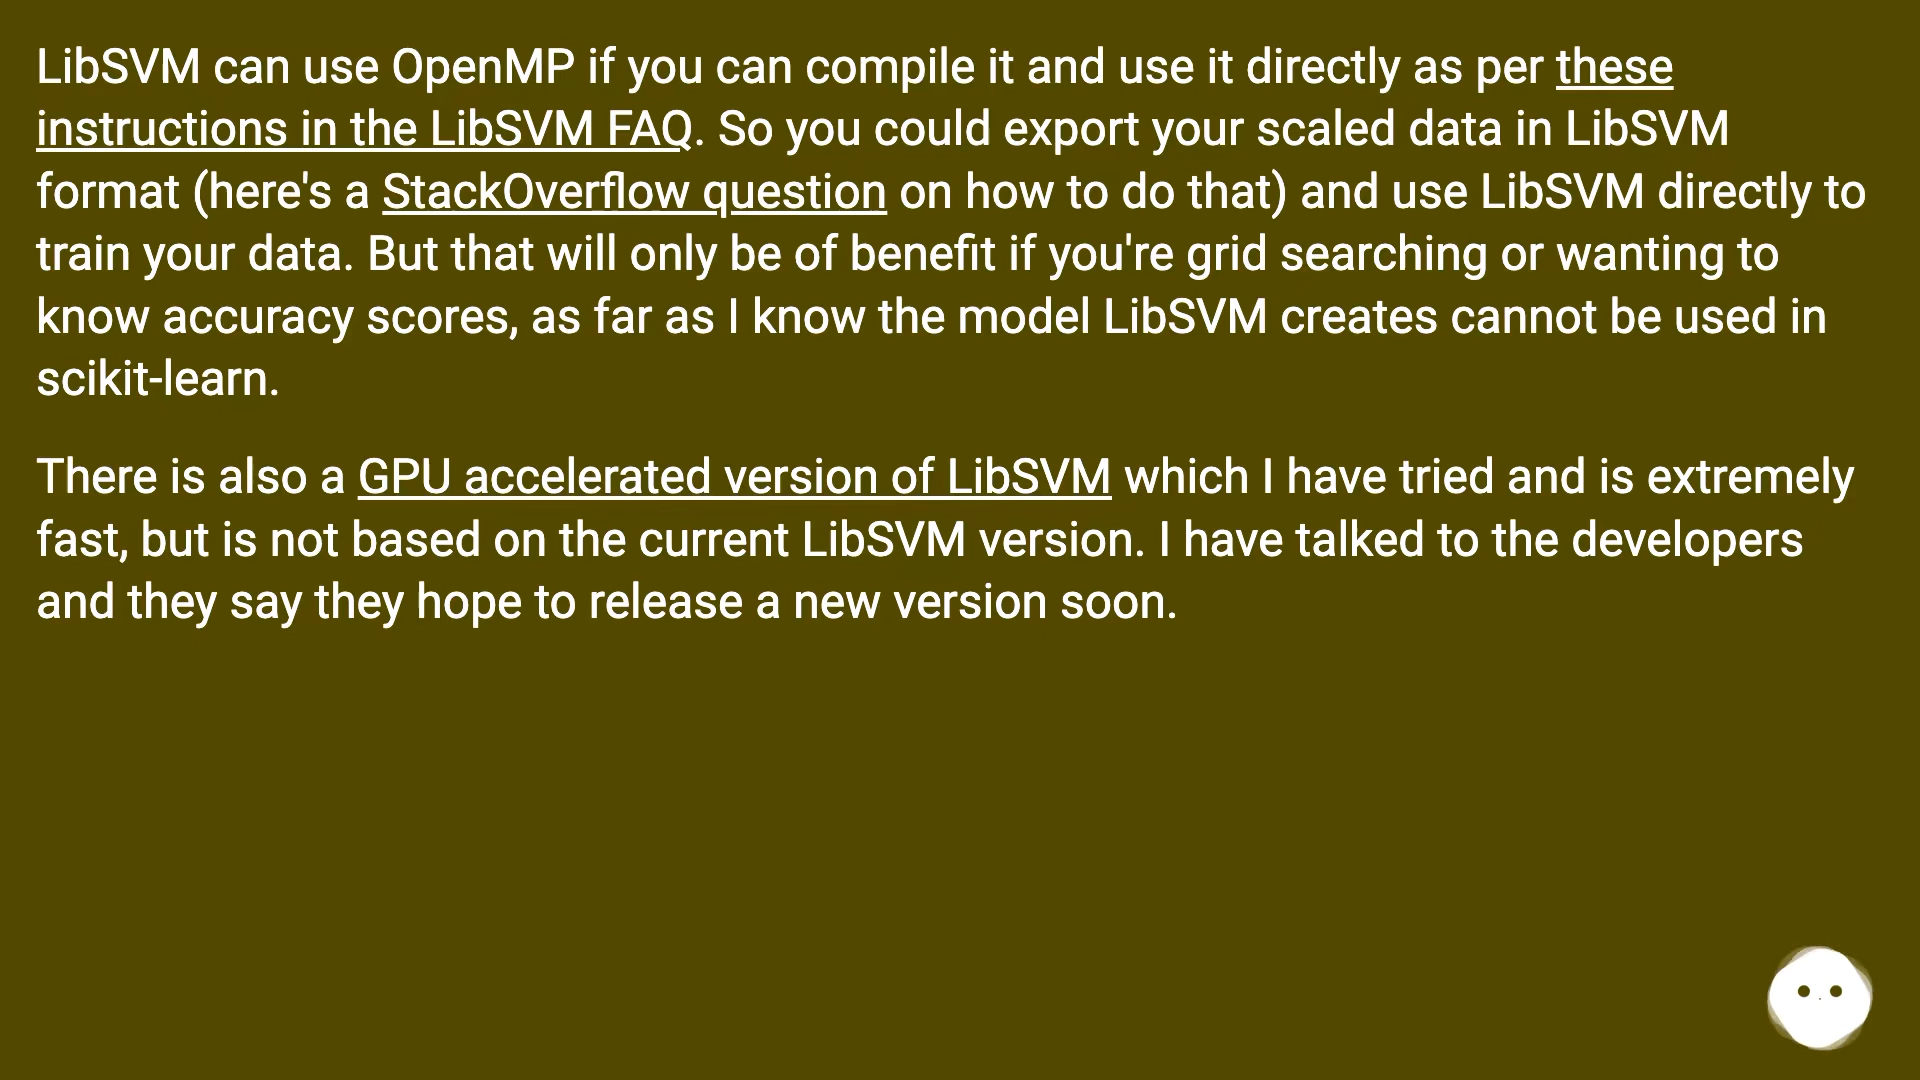 LibSVM can use OpenMP if you can compile it and use it directly as per these
instructions in the LibSVM FAQ. So you could export your scaled data in LibSVM
format (here's a StackOverflow question on how to do that) and use LibSVM directly to
train your data. But that will only be of benefit if you're grid searching or wanting to
know accuracy scores, as far as I know the model LibSVM creates cannot be used in
scikit-learn.
There is also a GPU accelerated version of LibSVM which I have tried and is extremely
fast, but is not based on the current LibSVM version. I have talked to the developers
and they say they hope to release a new version soon.